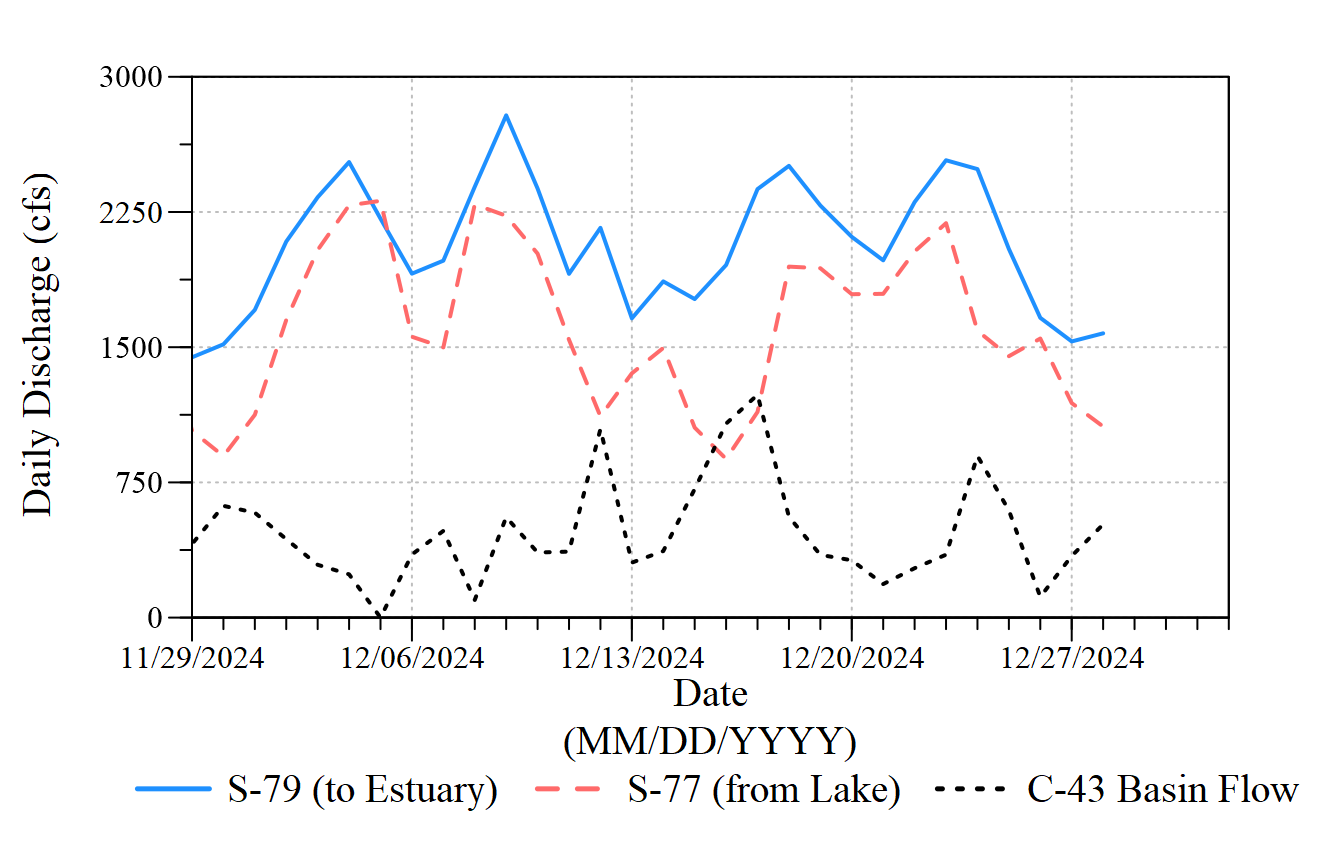 3000
2250
1500
750
0
Daily Discharge (cfs)
11/29/2024 12/06/2024 12/13/2024 12/20/2024 12/27/2024
Date
(MM/DD/YYYY)
S-79 (to Estuary) S-77 (from Lake) C-43 Basin Flow